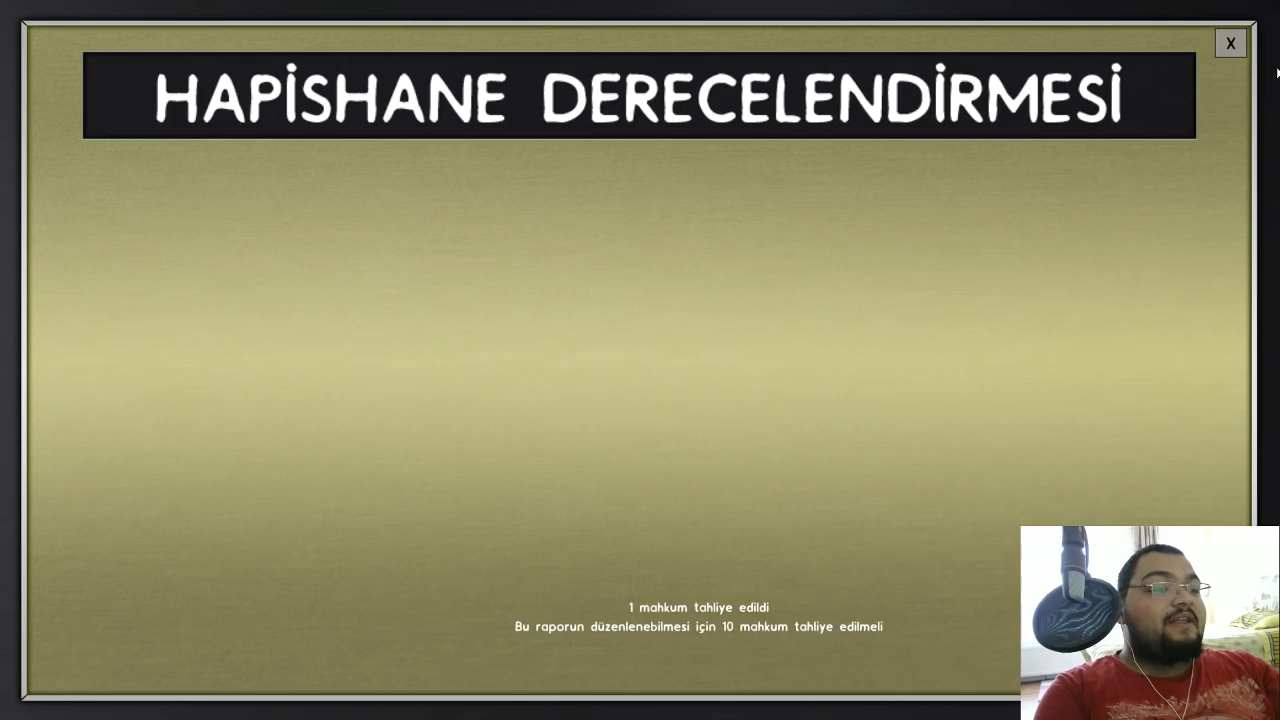 X
HAPİSHANE DERECELENDİRMESİ
1 mahkum tahliye edildi
Bu raporun düzenlenebilmesi için 10 mahkum tahliye edilmeli